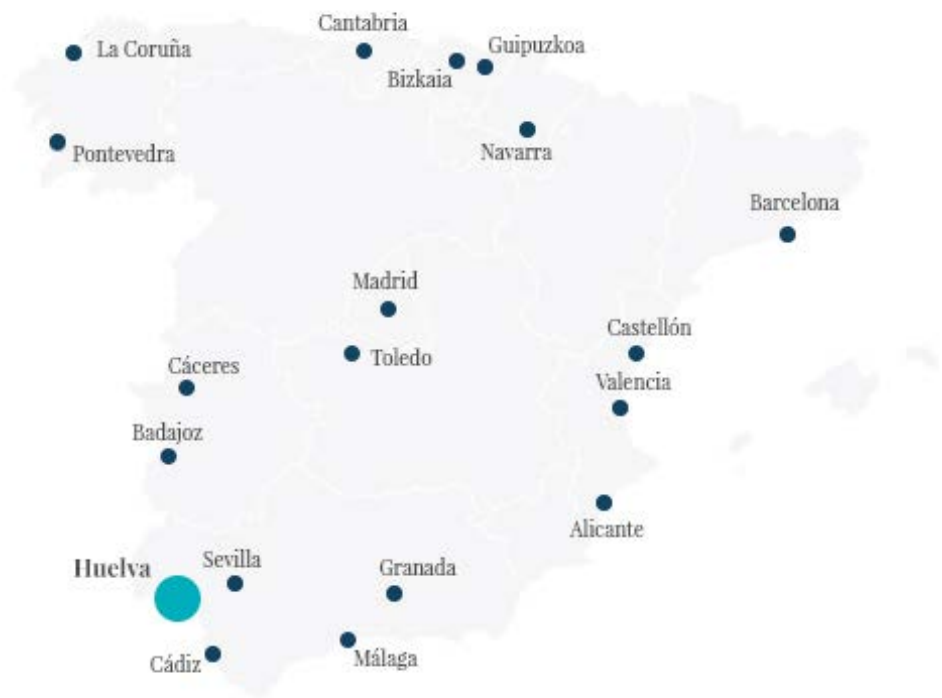 Cantabria
La Coruña
Guipuzkoa
Bizkaia
Pontevedra
Navarra
Barcelona
Madrid
Castellón
Toledo
Cáceres
Valencia
Badajoz
Alicante
Huelva
Sevilla
Granada
Cádiz
Málaga